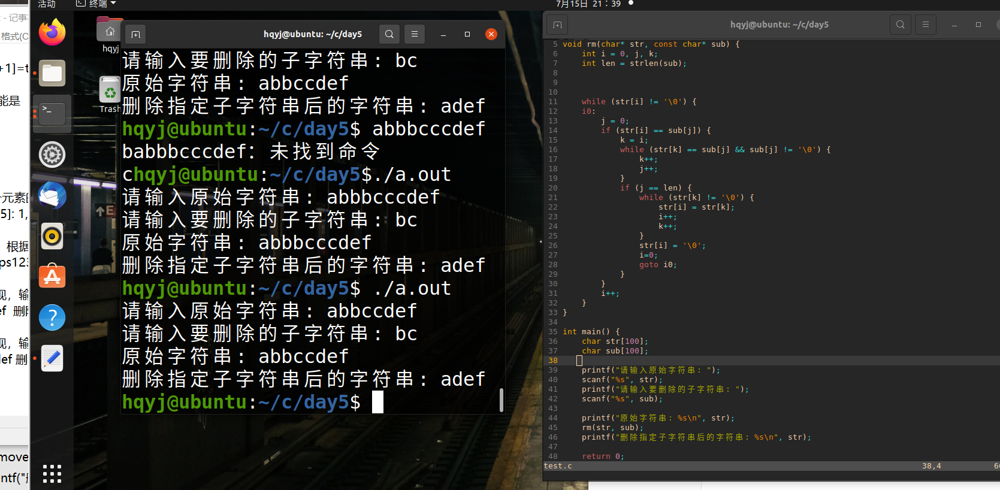 活动
终端
7月15日 21：39
- 记事
格式(O
+1]=t
能是
个元素的
5]: 1,
根据
ps123
现，输
ef 删除
现，输
def 删
move
ntf("删
hqyj
Trash
hqyj@ubuntu: ~/c/day5
请输入要删除的子字符串: bc
原始字符串: abbccdef
删除指定子字符串后的字符串: adef
hqyj@ubuntu:~/c/day5$ abbbcccdef
babbbcccdef：未找到命令
chqyj@ubuntu:~/c/day5$./a.out
请输入原始字符串: abbbcccdef
请输入要删除的子字符串: bc
原始字符串: abbbcccdef
删除指定子字符串后的字符串: adef
hqyj@ubuntu:~/c/day5$ ./a.out
请输入原始字符串: abbccdef
请输入要删除的子字符串: bc
原始字符串: abbccdef
删除指定子字符串后的字符串: adef
hqyj@ubuntu:~/c/day5$
hqyj@ubuntu: ~/c/day5
5 void rm(char* str, const char* sub) {
6     int i = 0, j, k;
7     int len = strlen(sub);
8
9
10
11     while (str[i] != '\0') {
12     i0:
13         j = 0;
14         if (str[i] == sub[j]) {
15             k = i;
16             while (str[k] == sub[j] && sub[j] != '\0') {
17                 k++;
18                 j++;
19             }
20             if (j == len) {
21                 while (str[k] != '\0') {
22                     str[i] = str[k];
23                     i++;
24                     k++;
25                 }
26                 str[i] = '\0';
27                 i=0;
28                 goto i0;
29             }
30         }
31         i++;
32     }
33 }
34
35 int main() {
36     char str[100];
37     char sub[100];
38
39     printf("请输入原始字符串: ");
40     scanf("%s", str);
41     printf("请输入要删除的子字符串: ");
42     scanf("%s", sub);
43
44     printf("原始字符串: %s\n", str);
45     rm(str, sub);
46     printf("删除指定子字符串后的字符串: %s\n", str);
47
48     return 0;
test.c 38,4 6